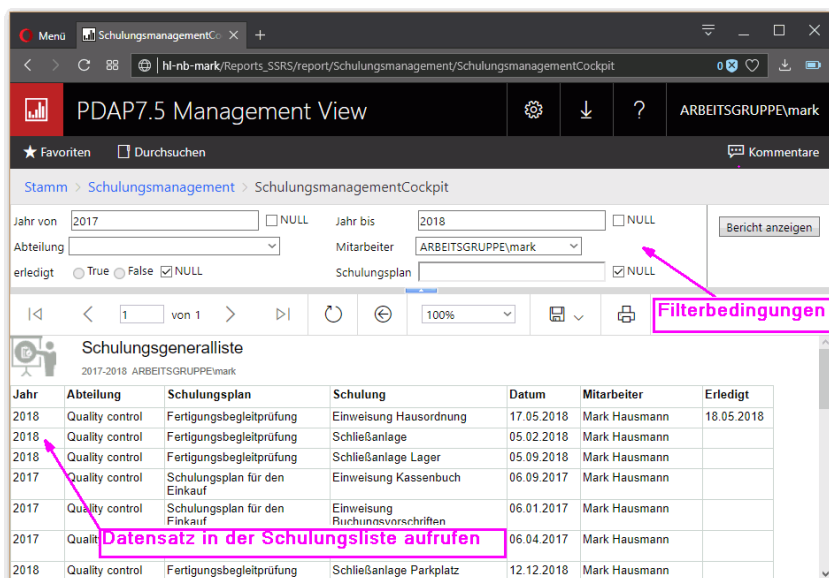 Menü SchulungsmanagementCo
hl-nb-mark/Reports_SSRS/report/Schulungsmanagement/SchulungsmanagementCockpit 0
PDAP7.5 Management View ? ARBEITSGRUPPE\mark
Favoriten Durchsuchen Kommentare
Stamm > Schulungsmanagement > SchulungsmanagementCockpit
Jahr von 2017 NULL Jahr bis 2018 NULL Bericht anzeigen
Abteilung Mitarbeiter ARBEITSGRUPPE\mark
erledigt True False NULL Schulungsplan NULL
1 von 1 100%
Filterbedingungen
Schulungsgeneralliste
2017-2018 ARBEITSGRUPPE\mark
Jahr Abteilung Schulungsplan Schulung Datum Mitarbeiter Erledigt
2018 Quality control Fertigungsbegleitprüfung Einweisung Hausordnung 17.05.2018 Mark Hausmann 18.05.2018
2018 Quality control Fertigungsbegleitprüfung Schließanlage 05.02.2018 Mark Hausmann
2018 Quality control Fertigungsbegleitprüfung Schließanlage Lager 05.09.2018 Mark Hausmann
2017 Quality control Schulungsplan für den Einweisung Kassenbuch 06.09.2017 Mark Hausmann
Einkauf
2017 Quality control Schulungsplan für den Einweisung 06.01.2017 Mark Hausmann
Einkauf Buchungsvorschriften
2017 06.04.2017 Mark Hausmann
Datensatz in der Schulungsliste aufrufen
2018 Quality control Fertigungsbegleitprüfung Schließanlage Parkplatz 12.12.2018 Mark Hausmann